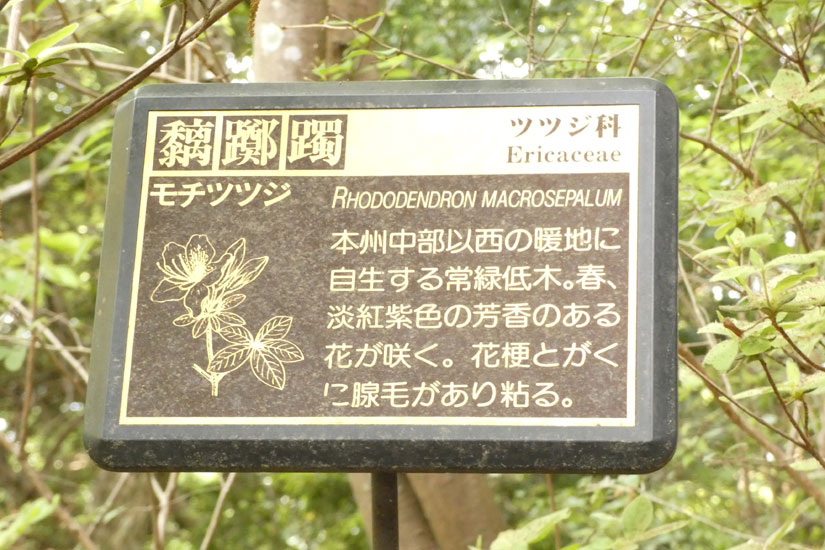 黐躑躅
ツツジ科
Ericaceae
モチツツジ
RHODODENDRON MACROSEPALUM
本州中部以西の暖地に
自生する常緑低木。春、
淡紅紫色の芳香のある
花が咲く。花梗とがく
に腺毛があり粘る。